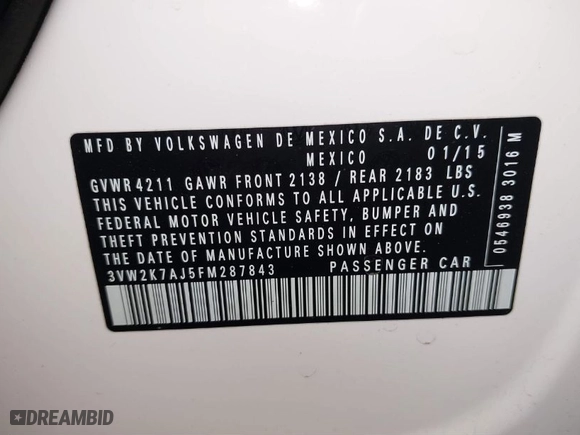 MFD BY VOLKSWAGEN DE MEXICO S.A. DE C.V.
MEXICO 01/15
GVWR 4211 GAWR FRONT 2138 / REAR 2183 LBS
THIS VEHICLE CONFORMS TO ALL APPLICABLE U.S.
FEDERAL MOTOR VEHICLE SAFETY, BUMPER AND
THEFT PREVENTION STANDARDS IN EFFECT ON
THE DATE OF MANUFACTURE SHOWN ABOVE.
3VW2K7AJ5FM287843 PASSENGER CAR
0546938 3016 M
DREAMBID